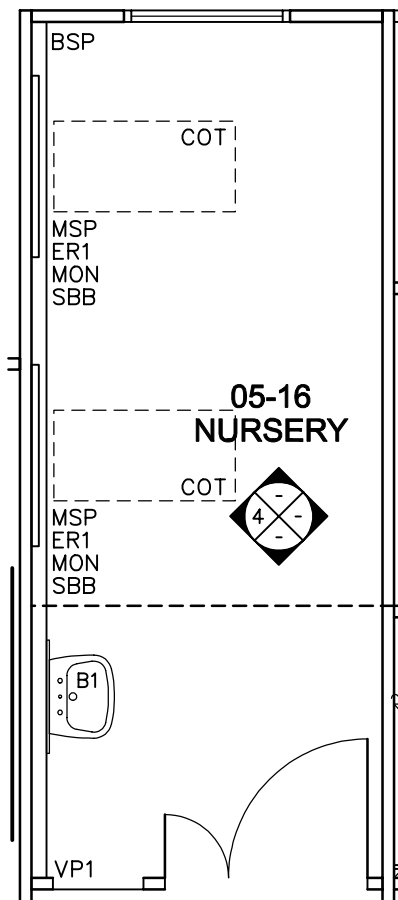 BSP
COT
MSP
ER1
MON
SBB
05-16
NURSERY
COT
-
4 -
-
MSP
ER1
MON
SBB
B1
VP1